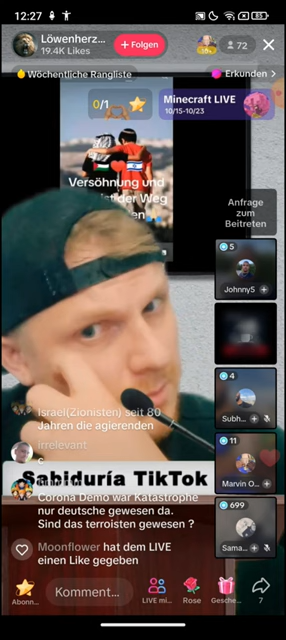 12:27
85
Löwenherz...
19.4K Likes
+ Folgen
72
Wöchentliche Rangliste
Erkunden >
0/1
Minecraft LIVE
10/15-10/23
Versöhnung und
der Weg
en
Anfrage
zum
Beitreten
5
Johnny5
4
Subh...
11
Marvin O...
699
Sama...
Israel(Zionisten) seit 80
Jahren die agierenden
irrelevant
c
Sabiduría TikTok
Corona Demo war Katastrophe
nur deutsche gewesen da.
Sind das terroisten gewesen ?
Moonflower hat dem LIVE
einen Like gegeben
Abonn...
Komment...
LIVE mi...
Rose
Gesche...
7